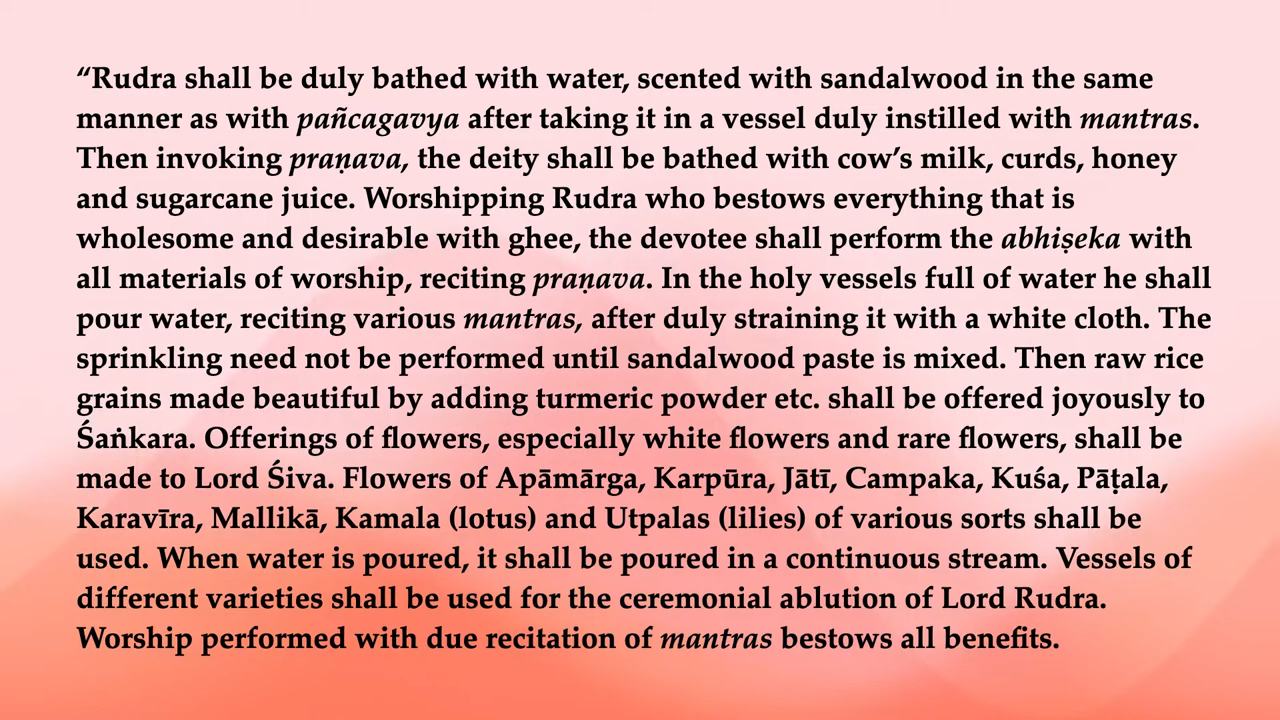 “Rudra shall be duly bathed with water, scented with sandalwood in the same
manner as with pañcagavya after taking it in a vessel duly instilled with mantras.
Then invoking praṇava, the deity shall be bathed with cow’s milk, curds, honey
and sugarcane juice. Worshipping Rudra who bestows everything that is
wholesome and desirable with ghee, the devotee shall perform the abhiṣeka with
all materials of worship, reciting praṇava. In the holy vessels full of water he shall
pour water, reciting various mantras, after duly straining it with a white cloth. The
sprinkling need not be performed until sandalwood paste is mixed. Then raw rice
grains made beautiful by adding turmeric powder etc. shall be offered joyously to
Śaṅkara. Offerings of flowers, especially white flowers and rare flowers, shall be
made to Lord Śiva. Flowers of Apāmārga, Karpūra, Jātī, Campaka, Kuśa, Pāṭala,
Karavīra, Mallikā, Kamala (lotus) and Utpalas (lilies) of various sorts shall be
used. When water is poured, it shall be poured in a continuous stream. Vessels of
different varieties shall be used for the ceremonial ablution of Lord Rudra.
Worship performed with due recitation of mantras bestows all benefits.